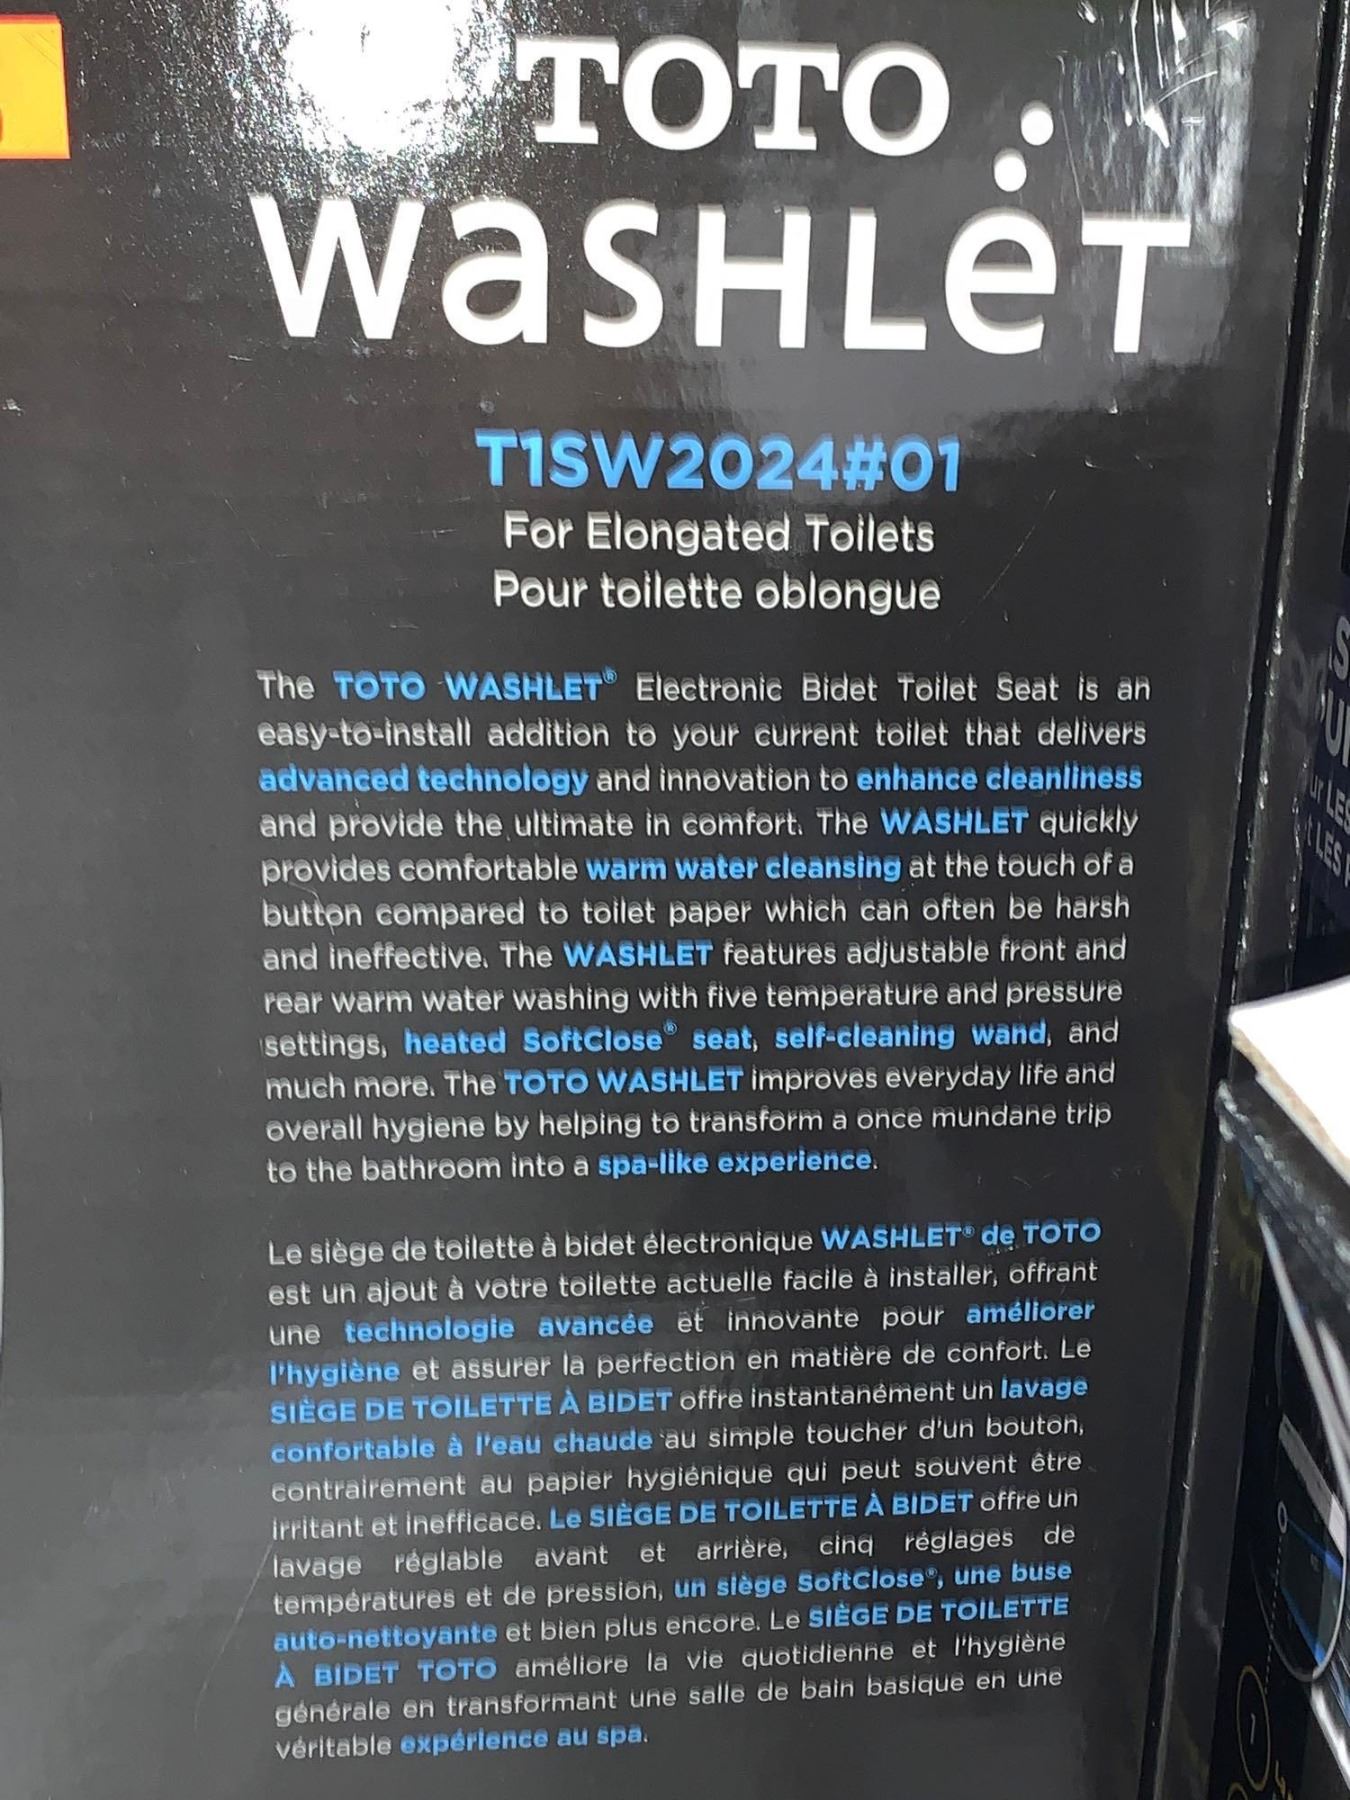 TOTO
WASHLET
T1SW2024#01
For Elongated Toilets
Pour toilette oblongue
The TOTO WASHLET® Electronic Bidet Toilet Seat is an
easy-to-install addition to your current toilet that delivers
advanced technology and innovation to enhance cleanliness
and provide the ultimate in comfort. The WASHLET quickly
provides comfortable warm water cleansing at the touch of a
button compared to toilet paper which can often be harsh
and ineffective. The WASHLET features adjustable front and
rear warm water washing with five temperature and pressure
settings, heated SoftClose® seat, self-cleaning wand, and
much more. The TOTO WASHLET improves everyday life and
overall hygiene by helping to transform a once mundane trip
to the bathroom into a spa-like experience.
Le siège de toilette à bidet électronique WASHLET® de TOTO
est un ajout à votre toilette actuelle facile à installer, offrant
une technologie avancée et innovante pour améliorer
l'hygiène et assurer la perfection en matière de confort. Le
SIÈGE DE TOILETTE À BIDET offre instantanément un lavage
confortable à l'eau chaude au simple toucher d'un bouton,
contrairement au papier hygiénique qui peut souvent être
irritant et inefficace. Le SIÈGE DE TOILETTE À BIDET offre un
lavage réglable avant et arrière, cinq réglages de
températures et de pression, un siège SoftClose®, une buse
auto-nettoyante et bien plus encore. Le SIÈGE DE TOILETTE
À BIDET TOTO améliore la vie quotidienne et l'hygiène
générale en transformant une salle de bain basique en une
véritable expérience au spa.